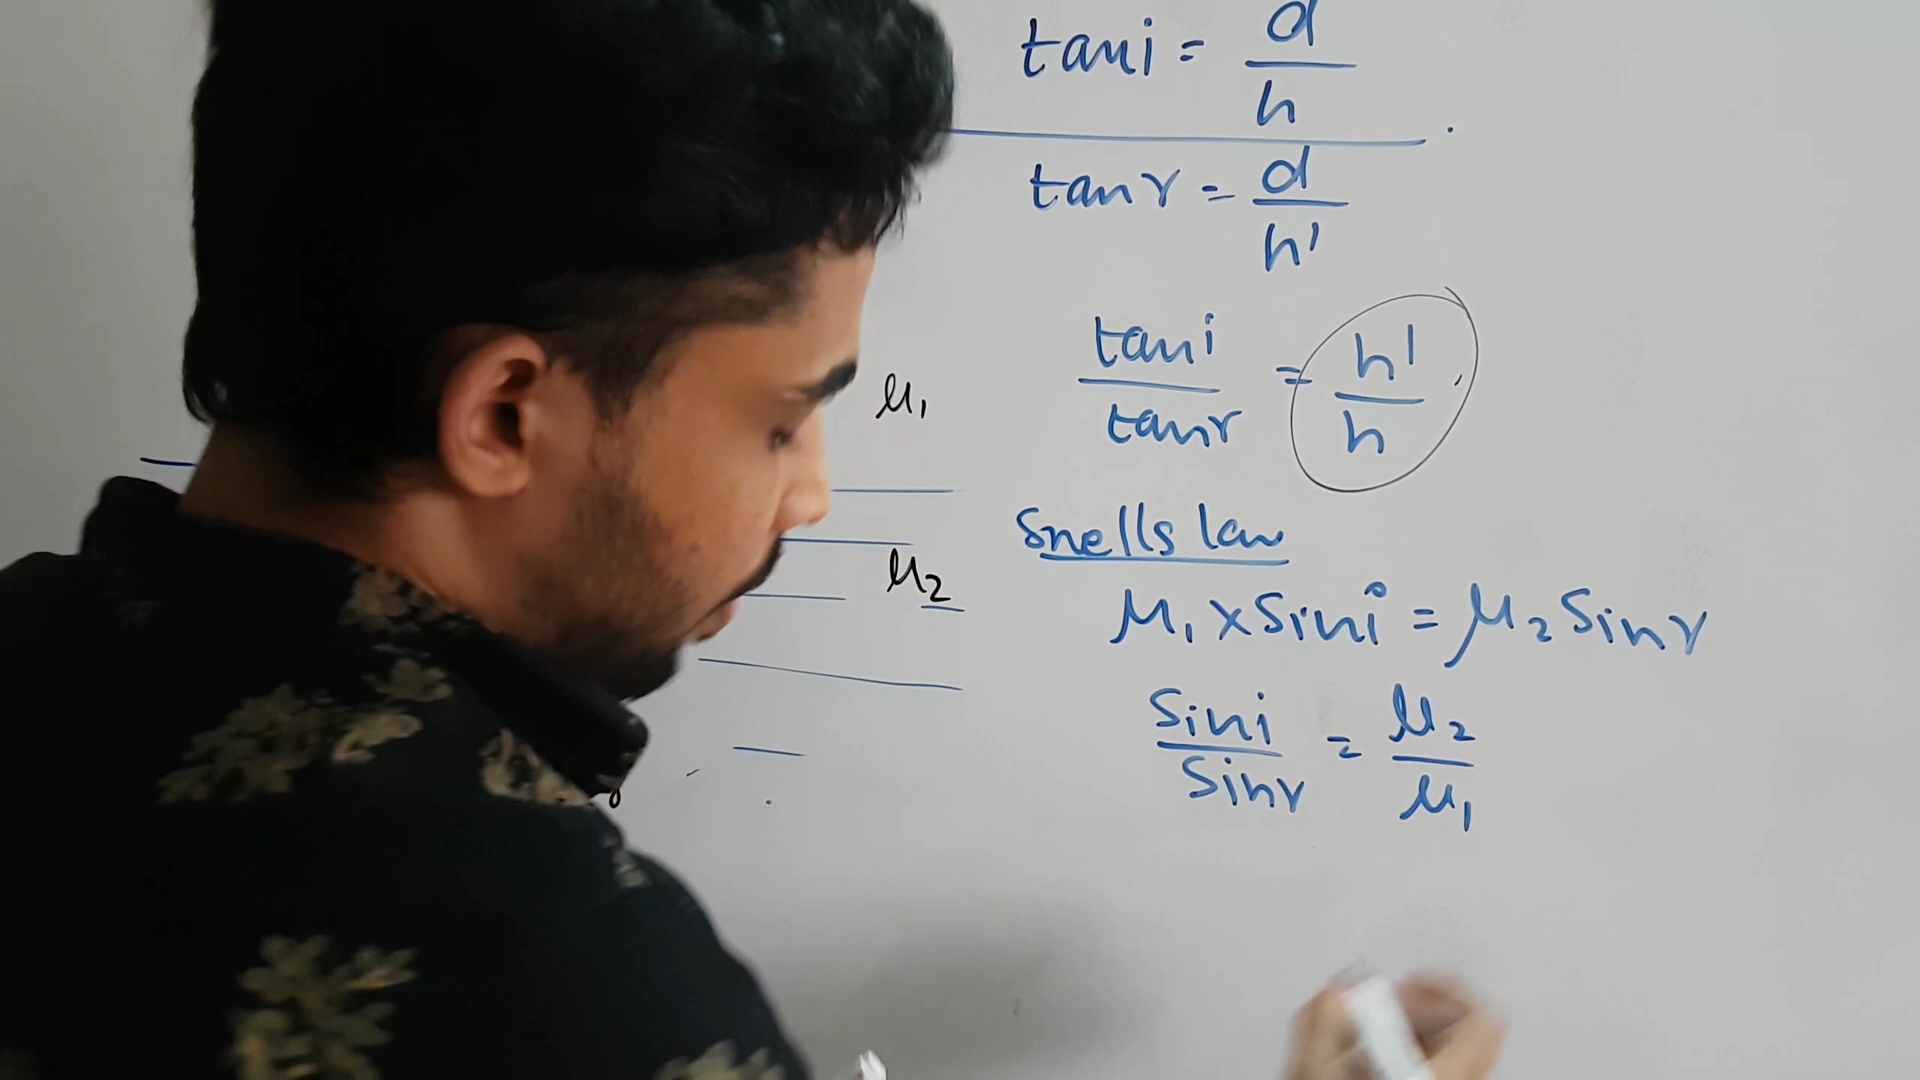 tani = d/h
tanr = d/h'
tani/tanr = h'/h
μ1
Snells law
μ2
μ1 x Sini = μ2 Sinr
Sini/Sinr = μ2/μ1